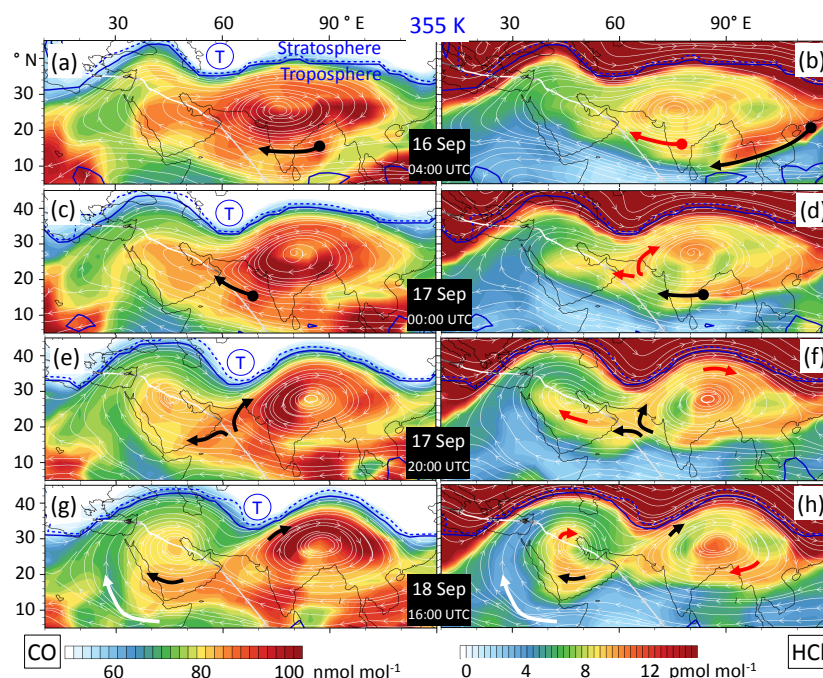 30 60 90° E 355 K 30 60 90° E
° N (a) T Stratosphere Troposphere (b)
40
30
20
10
16 Sep
04:00 UTC
(c) T (d)
40
30
20
10
17 Sep
00:00 UTC
(e) T (f)
40
30
20
10
17 Sep
20:00 UTC
(g) T (h)
40
30
20
10
18 Sep
16:00 UTC
CO 60 80 100 nmol mol-1
0 4 8 12 pmol mol-1 HCl